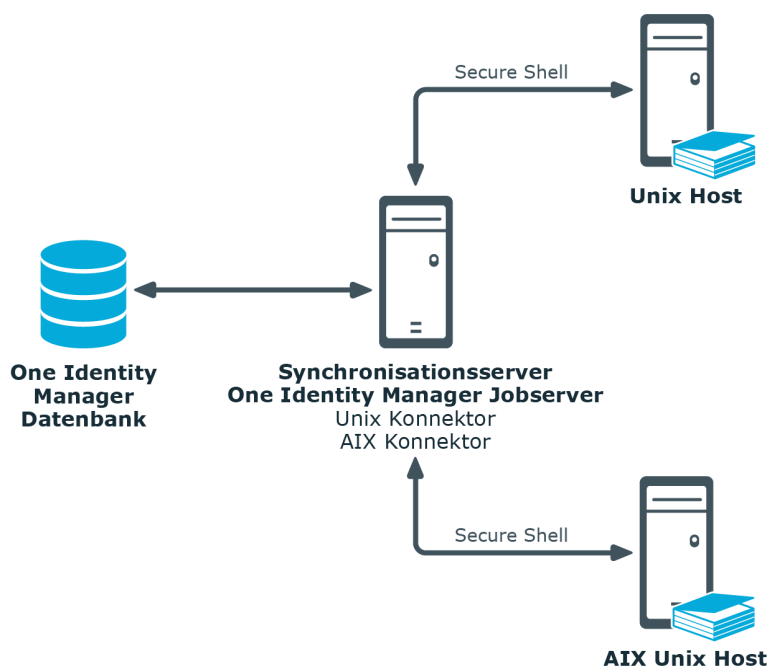 Secure Shell
Unix Host
One Identity
Manager
Datenbank
Synchronisationsserver
One Identity Manager Jobserver
Unix Konnektor
AIX Konnektor
Secure Shell
AIX Unix Host